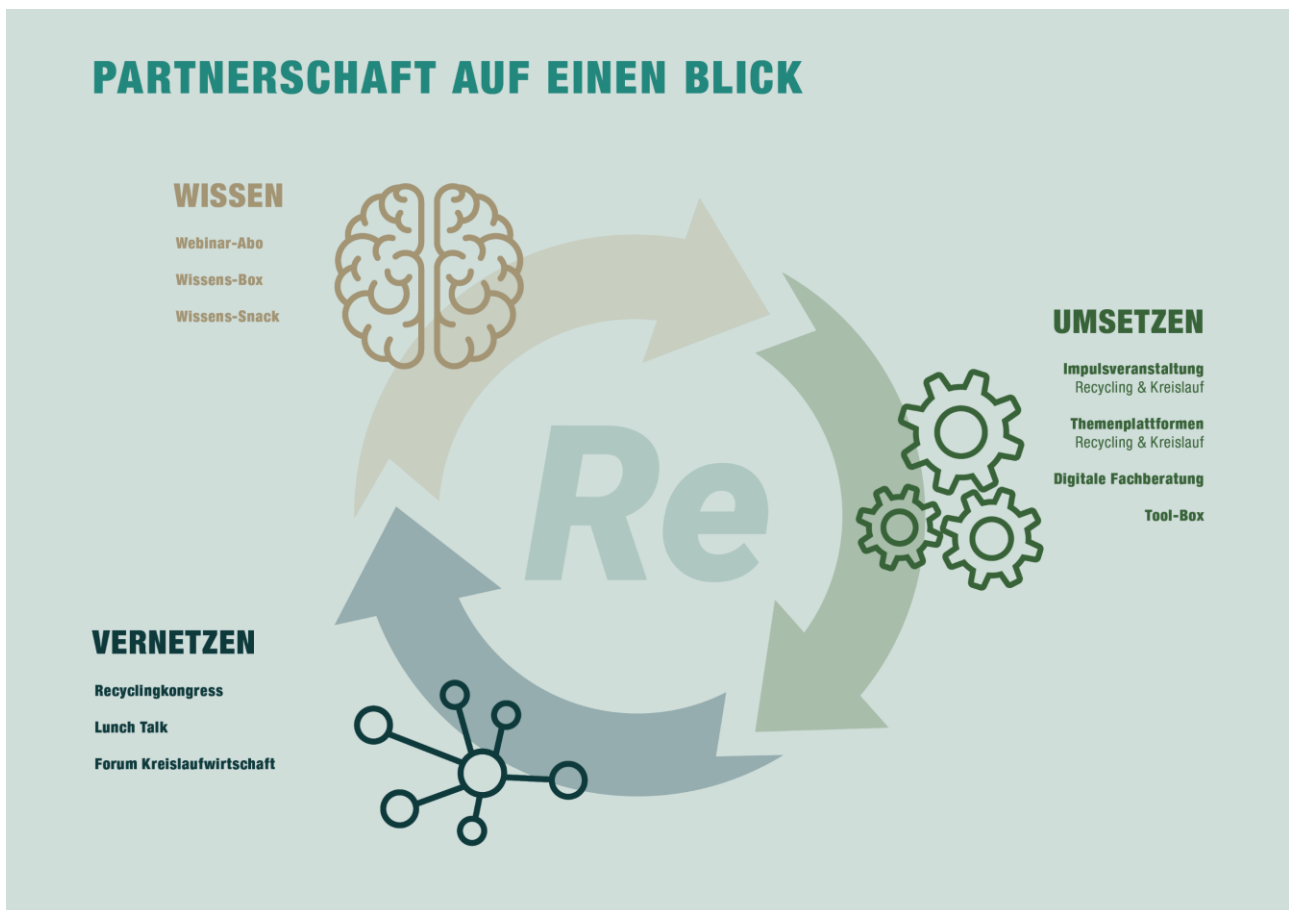 PARTNERSCHAFT AUF EINEN BLICK
WISSEN
Webinar-Abo
Wissens-Box
Wissens-Snack
UMSETZEN
Impulsveranstaltung
Recycling & Kreislauf
Themenplattformen
Recycling & Kreislauf
Digitale Fachberatung
Tool-Box
Re
VERNETZEN
Recyclingkongress
Lunch Talk
Forum Kreislaufwirtschaft